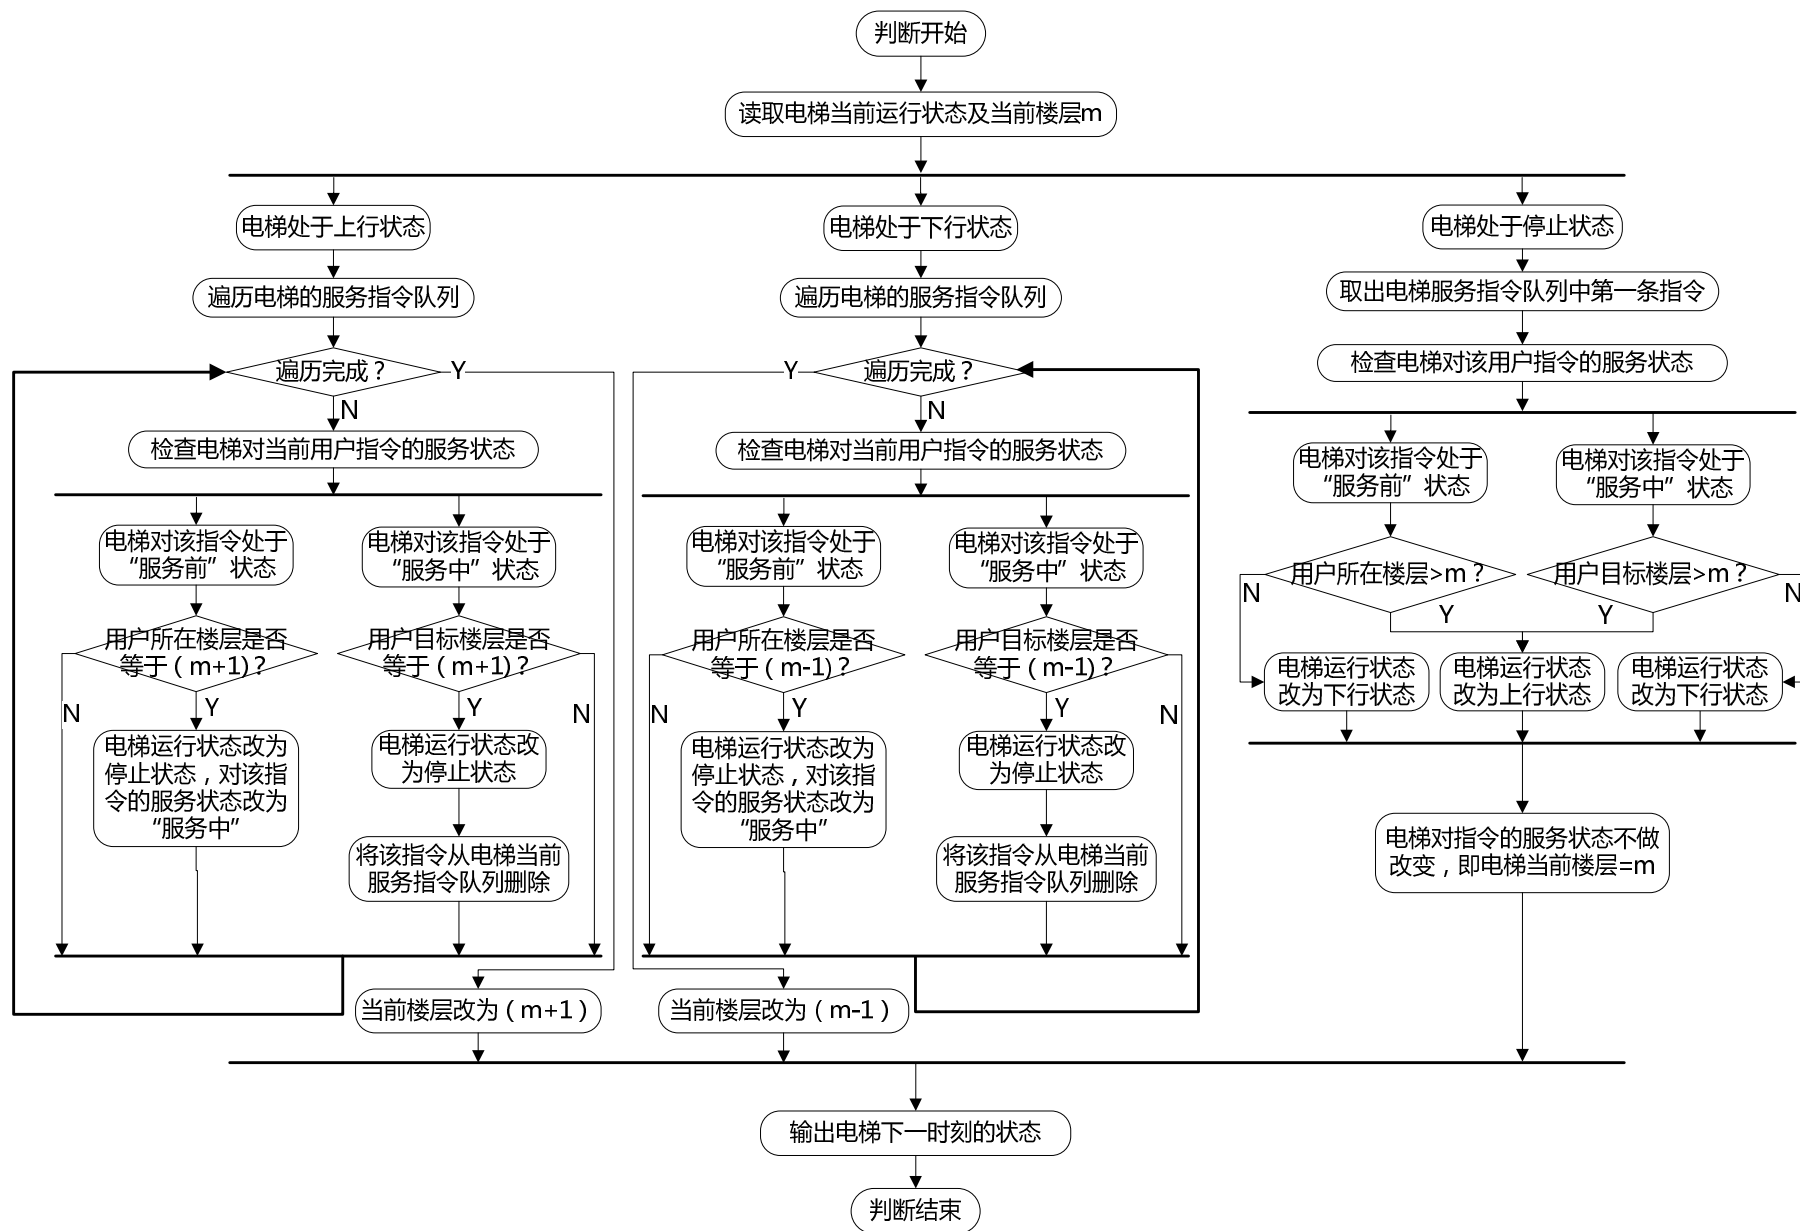 判断开始
读取电梯当前运行状态及当前楼层m
电梯处于上行状态
遍历电梯的服务指令队列
遍历完成？
Y
N
检查电梯对当前用户指令的服务状态
电梯对该指令处于
“服务前”状态
用户所在楼层是否
等于（m+1)？
N
Y
电梯运行状态改为
停止状态，对该指
令的服务状态改为
“服务中”
电梯对该指令处于
“服务中”状态
用户目标楼层是否
等于（m+1)？
Y
N
电梯运行状态改
为停止状态
将该指令从电梯当前
服务指令队列删除
当前楼层改为（m+1）
电梯处于下行状态
遍历电梯的服务指令队列
Y
遍历完成？
N
检查电梯对当前用户指令的服务状态
电梯对该指令处于
“服务前”状态
用户所在楼层是否
等于（m-1)？
N
Y
电梯运行状态改为
停止状态，对该指
令的服务状态改为
“服务中”
电梯对该指令处于
“服务中”状态
用户目标楼层是否
等于（m-1)？
Y
N
电梯运行状态改
为停止状态
将该指令从电梯当前
服务指令队列删除
当前楼层改为（m-1）
电梯处于停止状态
取出电梯服务指令队列中第一条指令
检查电梯对该用户指令的服务状态
电梯对该指令处于
“服务前”状态
电梯对该指令处于
“服务中”状态
用户所在楼层>m？
用户目标楼层>m？
N
Y
Y
N
电梯运行状态
改为下行状态
电梯运行状态
改为上行状态
电梯运行状态
改为下行状态
电梯对指令的服务状态不做
改变，即电梯当前楼层=m
输出电梯下一时刻的状态
判断结束